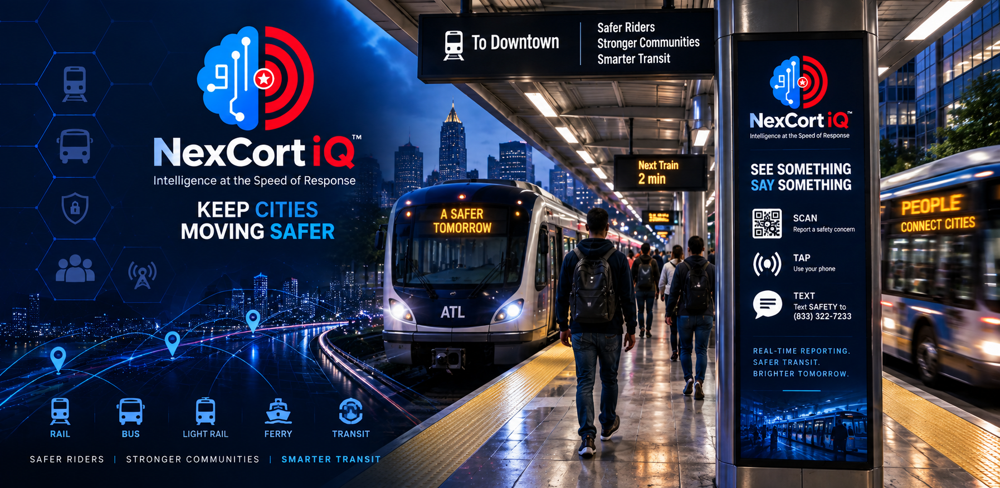 NexCort iQ™
Intelligence at the Speed of Response
KEEP CITIES
MOVING SAFER
RAIL
BUS
LIGHT RAIL
FERRY
TRANSIT
SAFER RIDERS | STRONGER COMMUNITIES | SMARTER TRANSIT
To Downtown
Safer Riders
Stronger Communities
Smarter Transit
Next Train
2 min
A SAFER
TOMORROW
ATL
NexCort iQ™
Intelligence at the Speed of Response
SEE SOMETHING
SAY SOMETHING
SCAN
Report a safety concern
TAP
Use your phone
TEXT
Text SAFETY to
(833) 322-7233
REAL-TIME REPORTING.
SAFER TRANSIT.
BRIGHTER TOMORROW.
PEOPLE
CONNECT CITIES